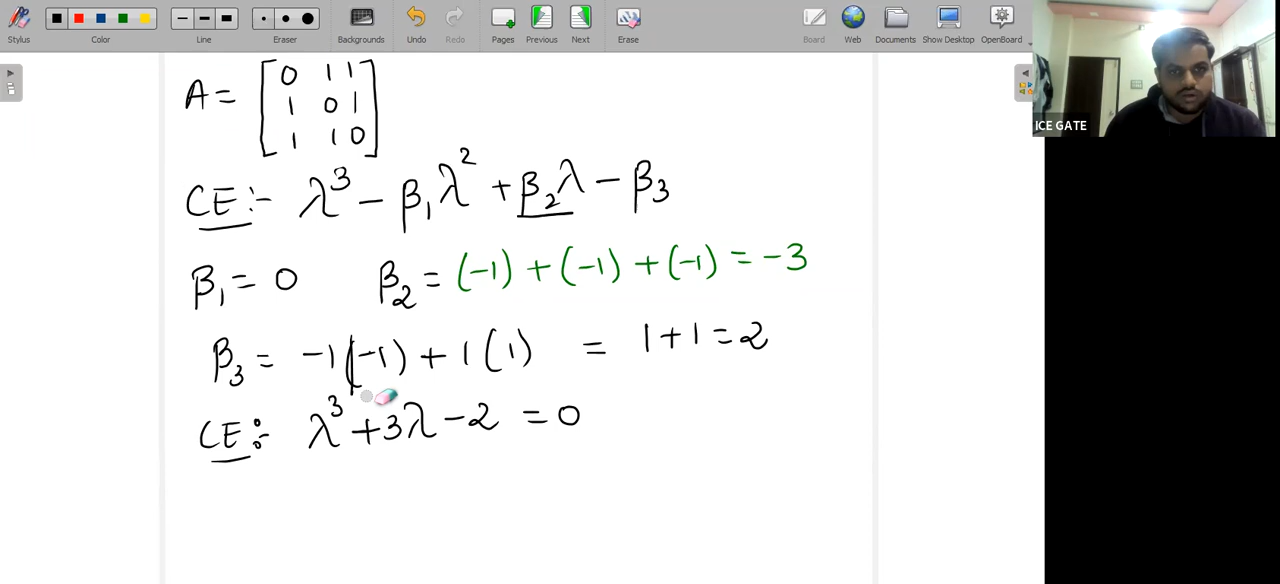 Stylus Color Line Eraser Backgrounds Undo Redo Pages Previous Next Erase Board Web Documents Show Desktop OpenBoard
ICE GATE
A = [0 1 1
1 0 1
1 1 0]
CE:- λ³ - β₁λ² + β₂λ - β₃
β₁ = 0 β₂ = (-1) + (-1) + (-1) = -3
β₃ = -1(-1) + 1(1) = 1 + 1 = 2
CE:- λ³ + 3λ - 2 = 0